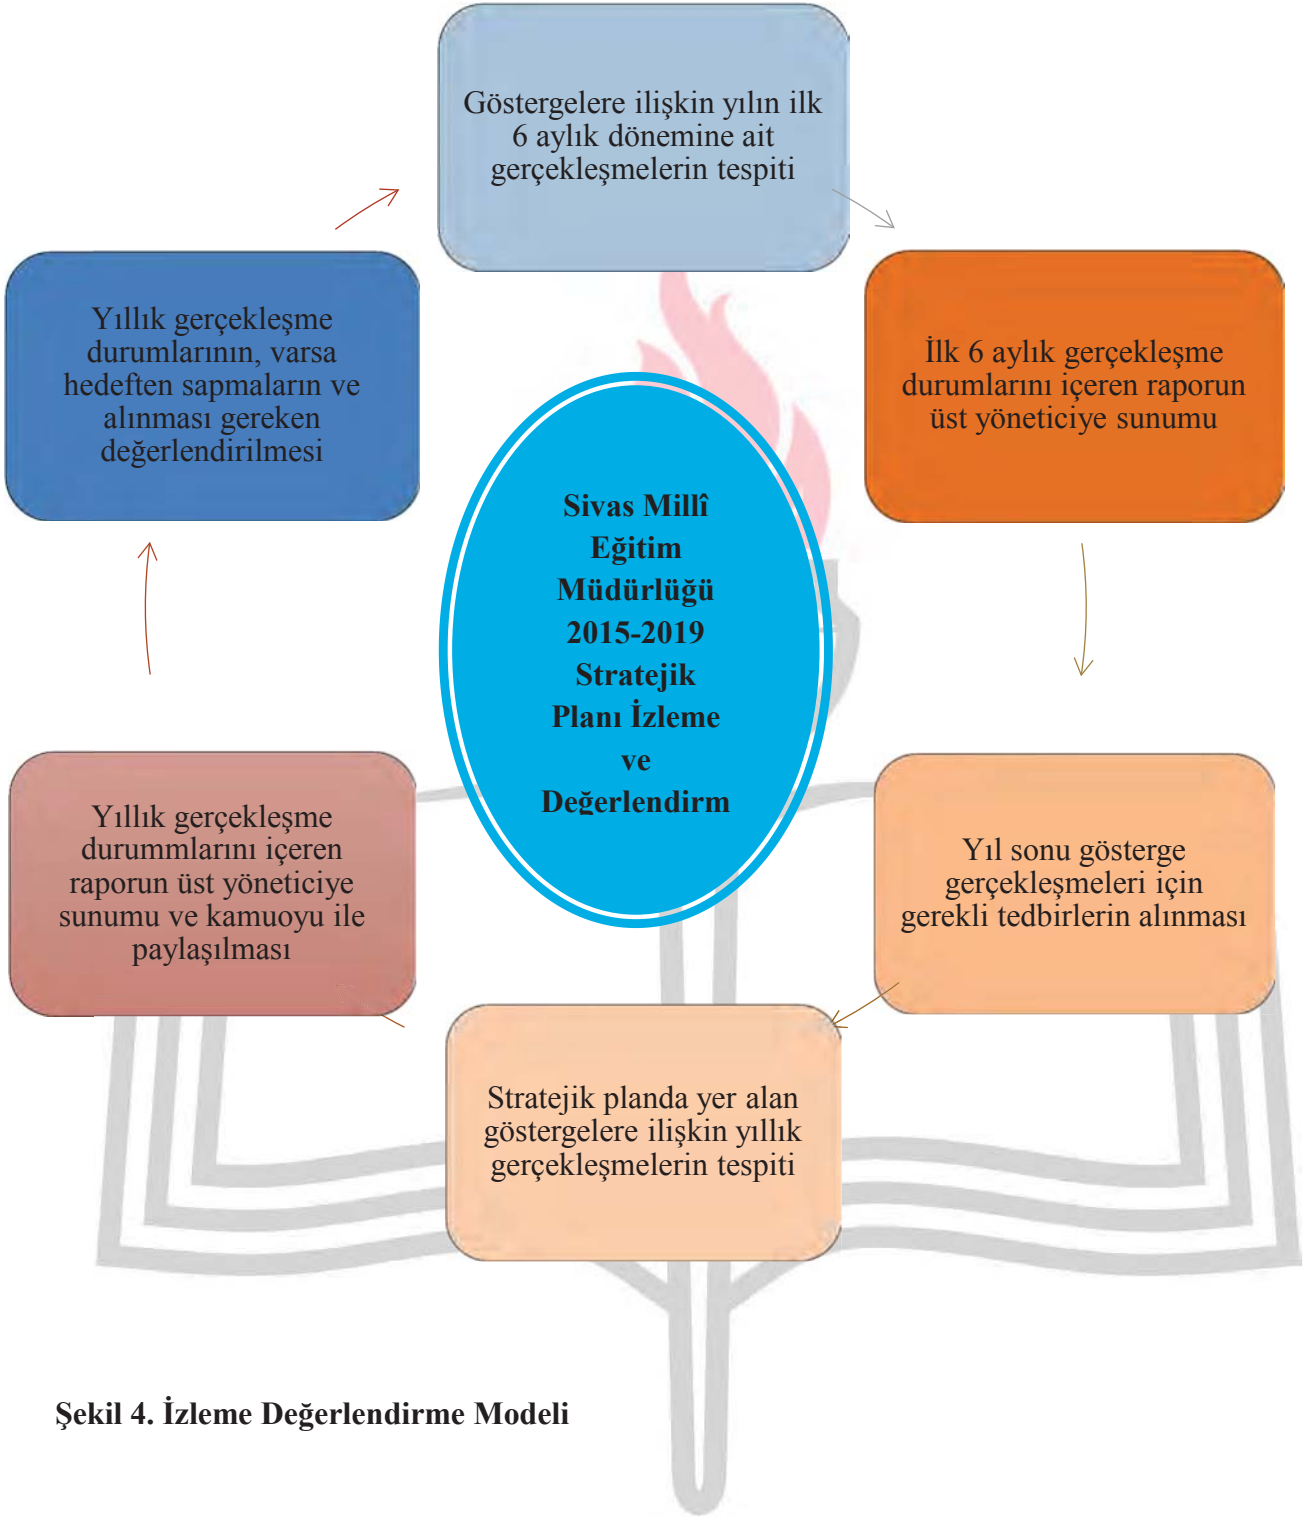 Göstergelere ilişkin yılın ilk
6 aylık dönemine ait
gerçekleşmelerin tespiti
İlk 6 aylık gerçekleşme
durumlarını içeren raporun
üst yöneticiye sunumu
Yıl sonu gösterge
gerçekleşmeleri için
gerekli tedbirlerin alınması
Stratejik planda yer alan
göstergelere ilişkin yıllık
gerçekleşmelerin tespiti
Yıllık gerçekleşme
durummlarını içeren
raporun üst yöneticiye
sunumu ve kamuoyu ile
paylaşılması
Yıllık gerçekleşme
durumlarının, varsa
hedeften sapmaların ve
alınması gereken
değerlendirilmesi
Sivas Millî
Eğitim
Müdürlüğü
2015-2019
Stratejik
Planı İzleme
ve
Değerlendirm
Şekil 4. İzleme Değerlendirme Modeli